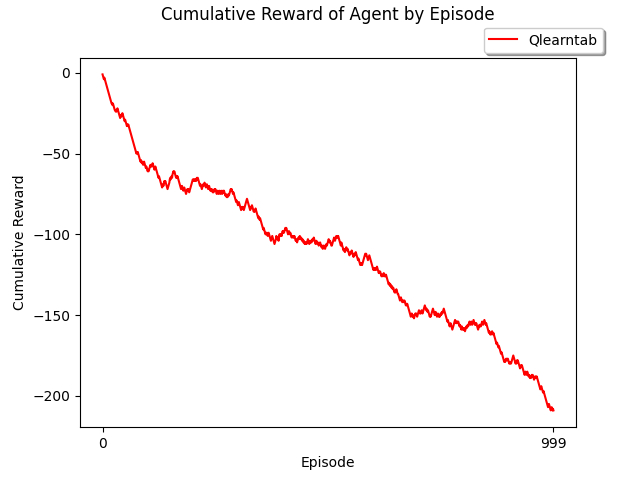 Cumulative Reward of Agent by Episode
Qlearntab
0
−50
−100
−150
−200
Cumulative Reward
0
999
Episode